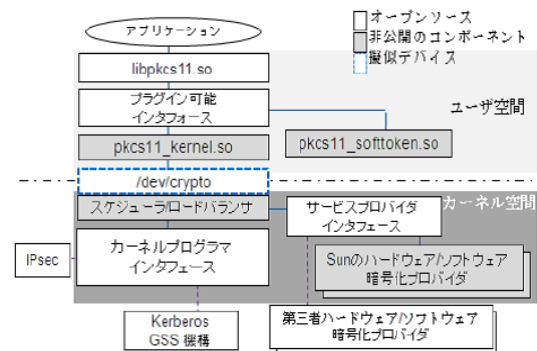 アプリケーション
オープンソース
非公開のコンポーネント
擬似デバイス
libpkcs11.so
プラグイン可能
インタフォース
ユーザ空間
pkcs11_kernel.so
pkcs11_softtoken.so
/dev/crypto
スケジューラ/ロードバランサ
サービスプロバイダ
インタフェース
カーネル空間
カーネルプログラマ
インタフェース
IPsec
Sunのハードウェア/ソフトウェア
暗号化プロバイダ
Kerberos
GSS 機構
第三者ハードウェア/ソフトウェア
暗号化プロバイダ